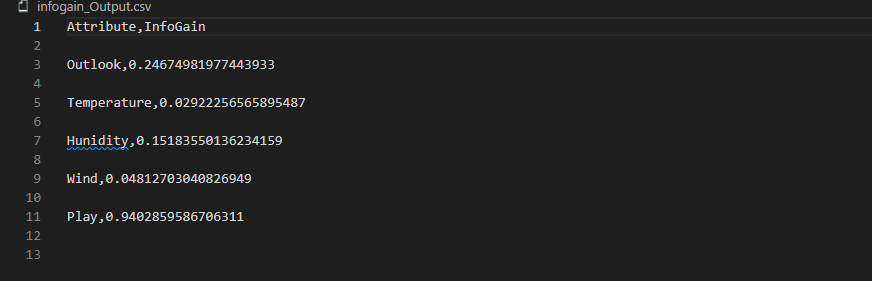 infogain_Output.csv
1 Attribute,InfoGain
2
3 Outlook,0.24674981977443933
4
5 Temperature,0.02922256565895487
6
7 Hunidity,0.15183550136234159
8
9 Wind,0.04812703040826949
10
11 Play,0.9402859586706311
12
13